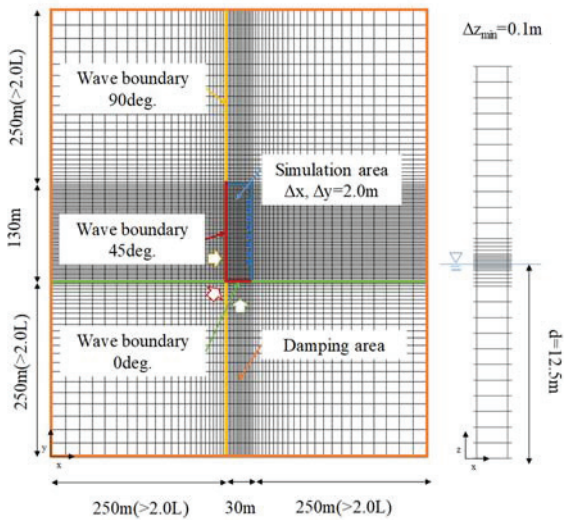 Δz_min=0.1m
250m(>2.0L)
Wave boundary
90deg.
Simulation area
Δx, Δy=2.0m
130m
Wave boundary
45deg.
Wave boundary
0deg.
Damping area
250m(>2.0L)
d=12.5m
y
x
z
x
250m(>2.0L)
30m
250m(>2.0L)